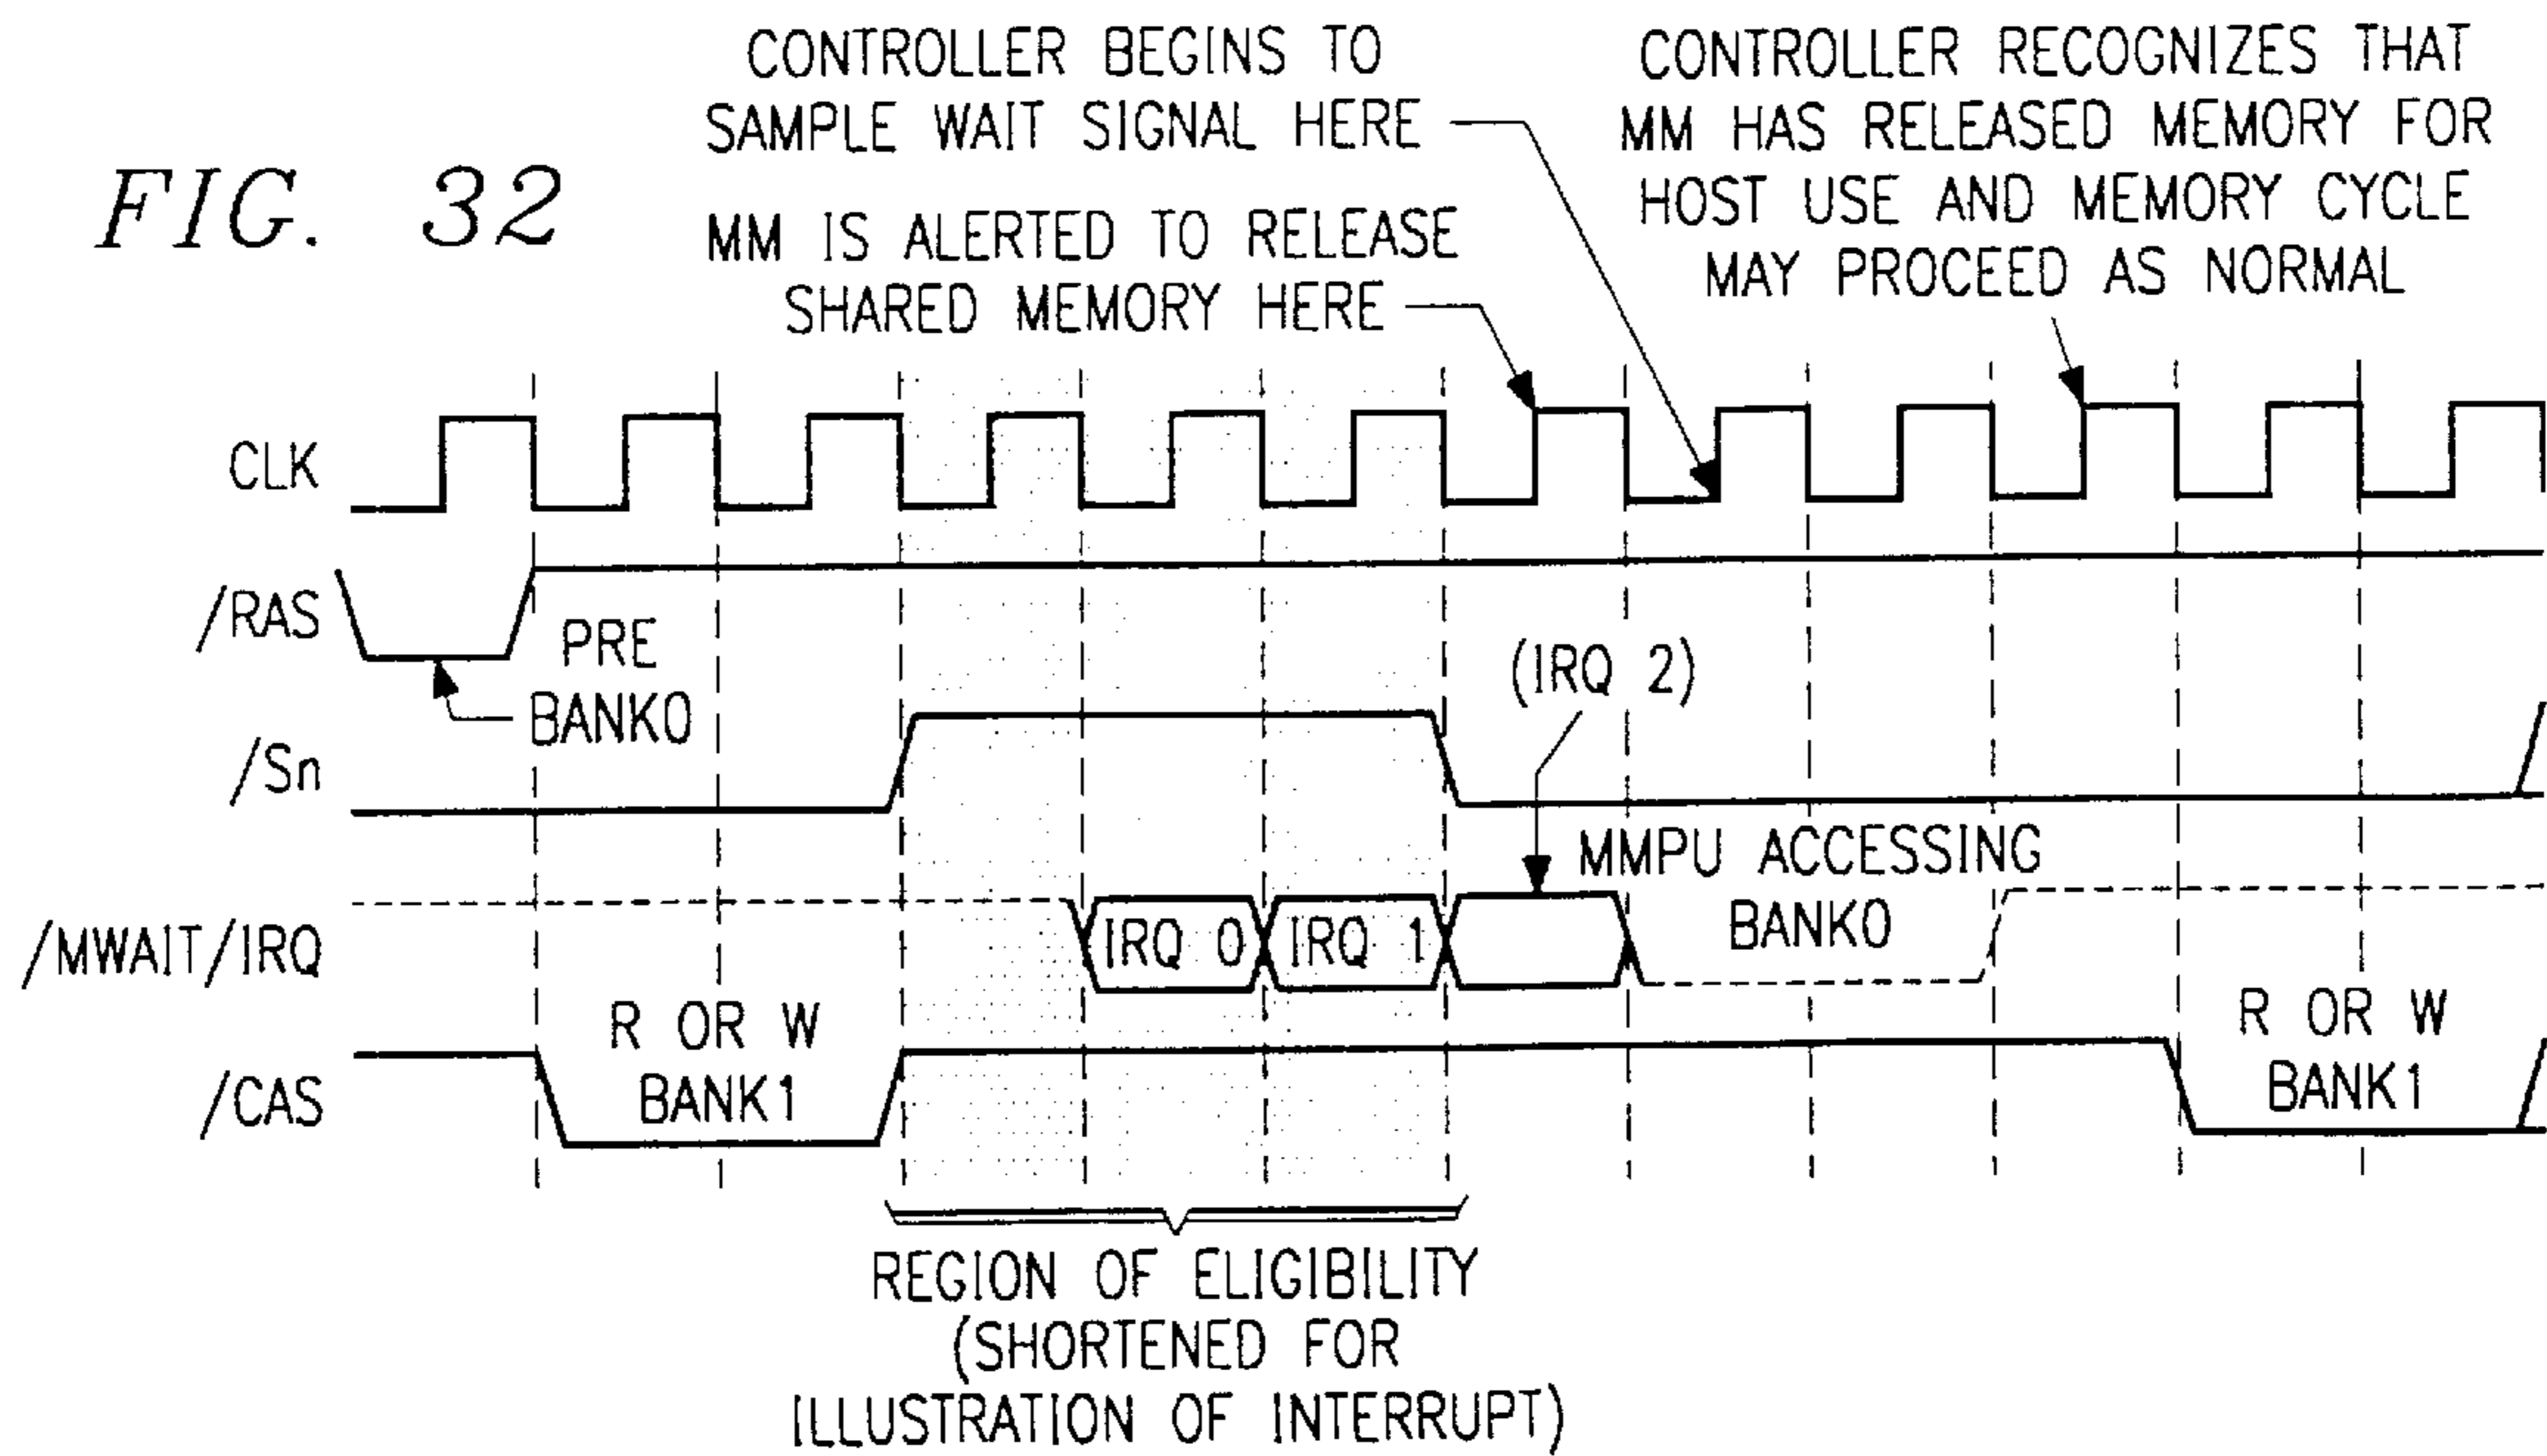 FIG. 32
CONTROLLER BEGINS TO
SAMPLE WAIT SIGNAL HERE
MM IS ALERTED TO RELEASE
SHARED MEMORY HERE
CONTROLLER RECOGNIZES THAT
MM HAS RELEASED MEMORY FOR
HOST USE AND MEMORY CYCLE
MAY PROCEED AS NORMAL
CLK
/RAS
PRE
BANK0
/Sn
(IRQ 2)
/MWAIT/IRQ
IRQ 0
IRQ 1
MMPU ACCESSING
BANK0
/CAS
R OR W
BANK1
R OR W
BANK1
REGION OF ELIGIBILITY
(SHORTENED FOR
ILLUSTRATION OF INTERRUPT)